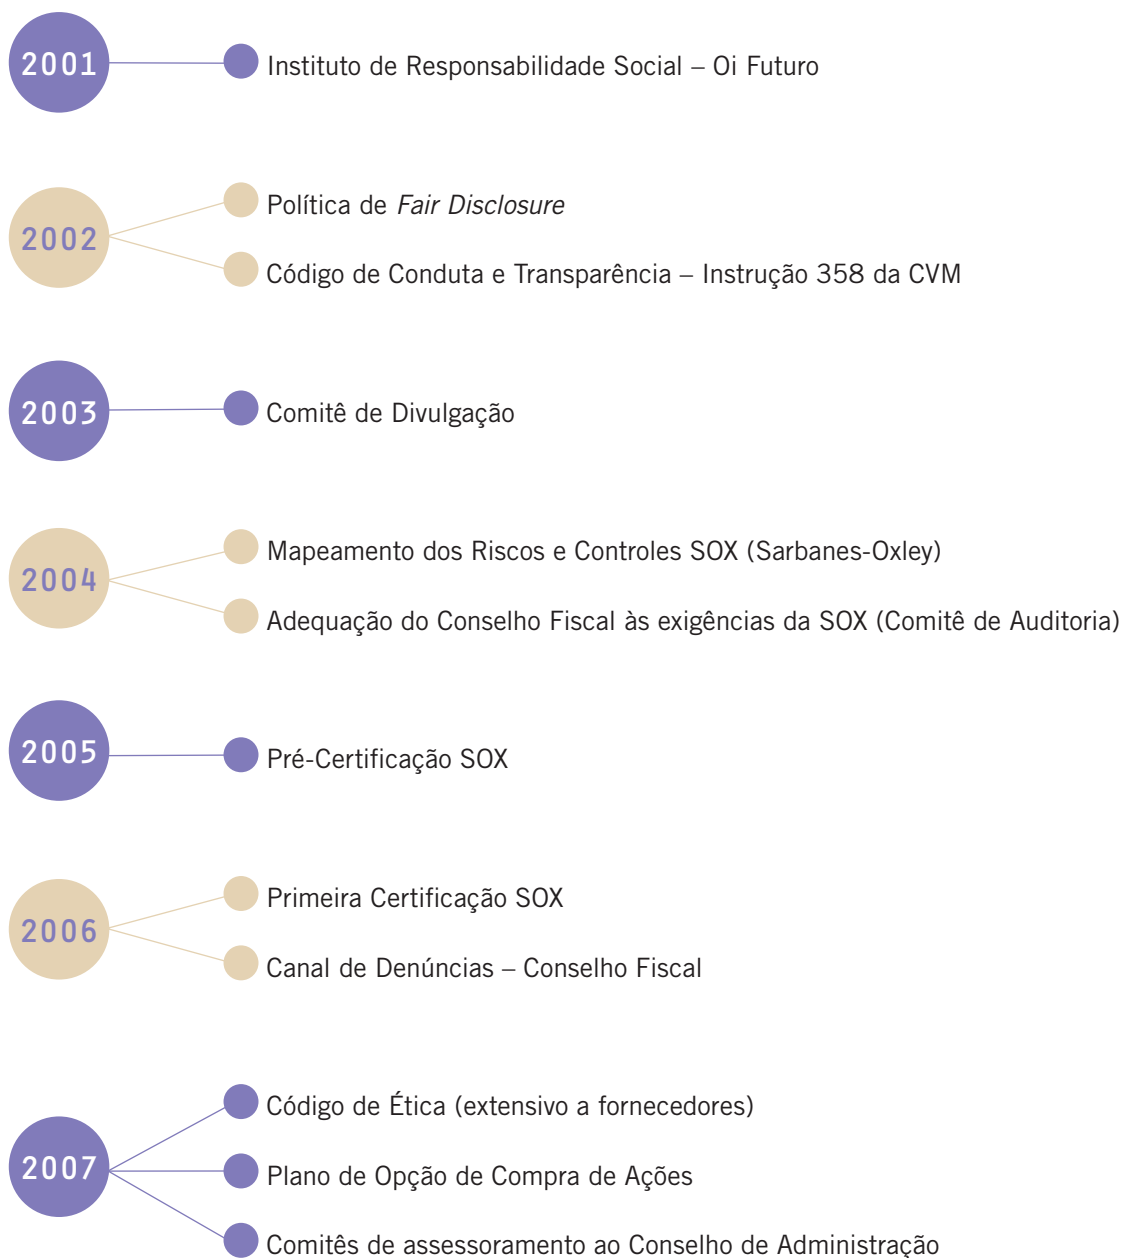 2001
Instituto de Responsabilidade Social – Oi Futuro
2002
Política de Fair Disclosure
Código de Conduta e Transparência – Instrução 358 da CVM
2003
Comitê de Divulgação
2004
Mapeamento dos Riscos e Controles SOX (Sarbanes-Oxley)
Adequação do Conselho Fiscal às exigências da SOX (Comitê de Auditoria)
2005
Pré-Certificação SOX
2006
Primeira Certificação SOX
Canal de Denúncias – Conselho Fiscal
2007
Código de Ética (extensivo a fornecedores)
Plano de Opção de Compra de Ações
Comitês de assessoramento ao Conselho de Administração